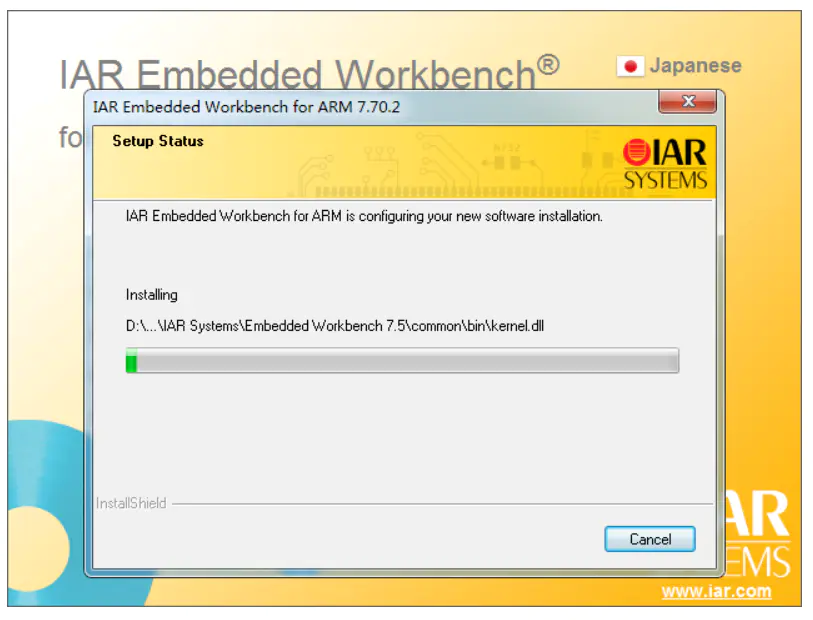 IAR Embedded Workbench®
Japanese
IAR Embedded Workbench for ARM 7.70.2
fo
Setup Status
IAR
SYSTEMS
IAR Embedded Workbench for ARM is configuring your new software installation.
Installing
D:\...\IAR Systems\Embedded Workbench 7.5\common\bin\kernel.dll
InstallShield
Cancel
AR
EMS
www.iar.com